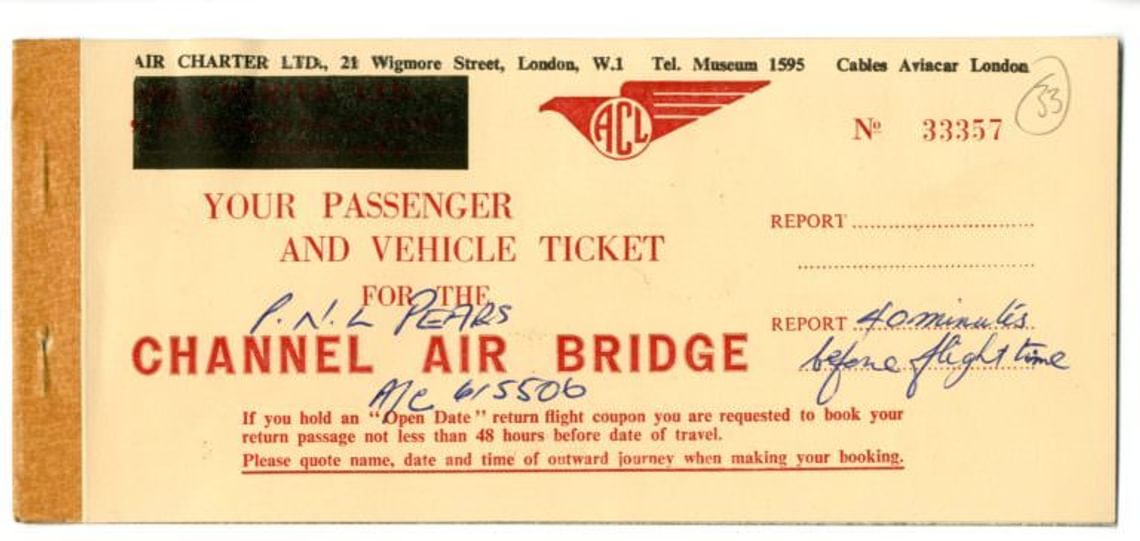 AIR CHARTER LTD., 21 Wigmore Street, London, W.1 Tel. Museum 1595 Cables Aviacar London
53
ACL
Nº 33357
YOUR PASSENGER
AND VEHICLE TICKET
FOR THE
REPORT
P.N.L PEARS
REPORT 40 minutes
before flight time
CHANNEL AIR BRIDGE
A/C 615506
If you hold an "Open Date" return flight coupon you are requested to book your
return passage not less than 48 hours before date of travel.
Please quote name, date and time of outward journey when making your booking.